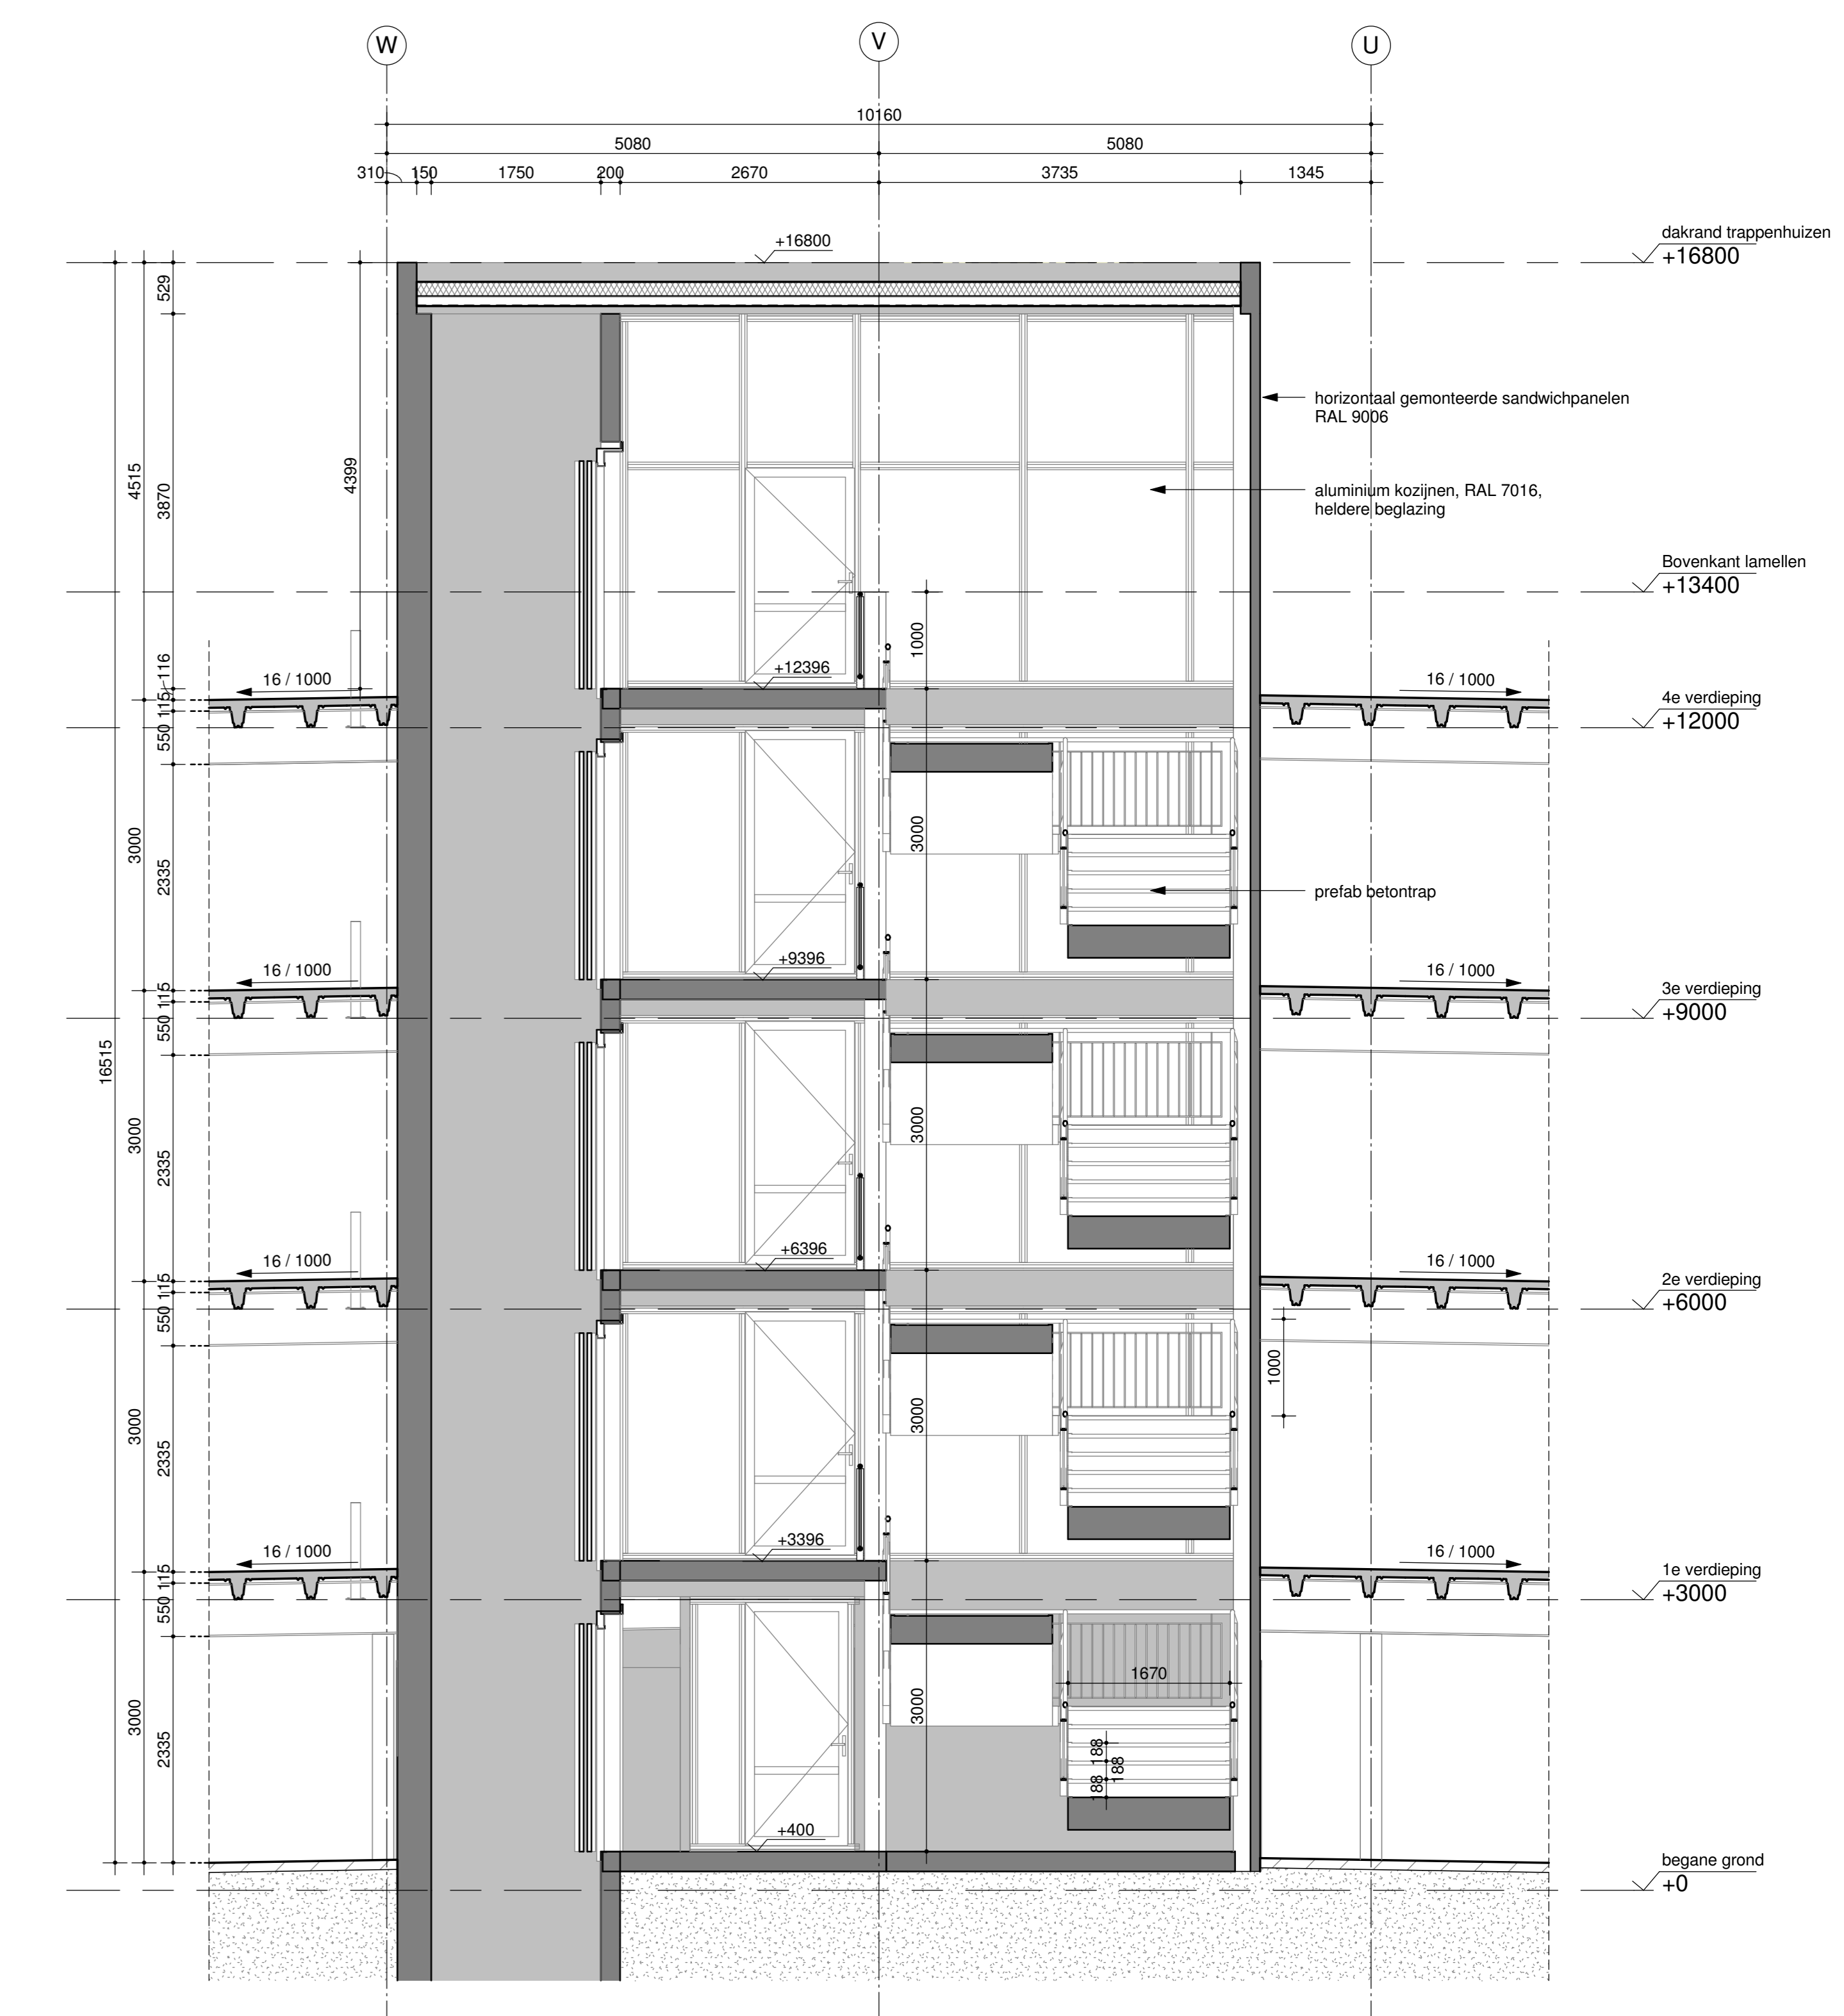 W
V
U
10160
5080
5080
310
150
1750
200
2670
3735
1345
dakrand trappenhuizen
+16800
+16800
529
horizontaal gemonteerde sandwichpanelen
RAL 9006
4515
3870
4399
aluminium kozijnen, RAL 7016,
heldere beglazing
Bovenkant lamellen
+13400
1000
116
+12396
16 / 1000
16 / 1000
4e verdieping
+12000
115
550
3000
2335
3000
prefab betontrap
+9396
16 / 1000
16 / 1000
3e verdieping
+9000
115
550
16515
3000
2335
3000
+6396
16 / 1000
16 / 1000
2e verdieping
+6000
115
550
1000
3000
2335
3000
+3396
16 / 1000
16 / 1000
1e verdieping
+3000
115
550
1670
3000
2335
3000
188
188
188
+400
begane grond
+0